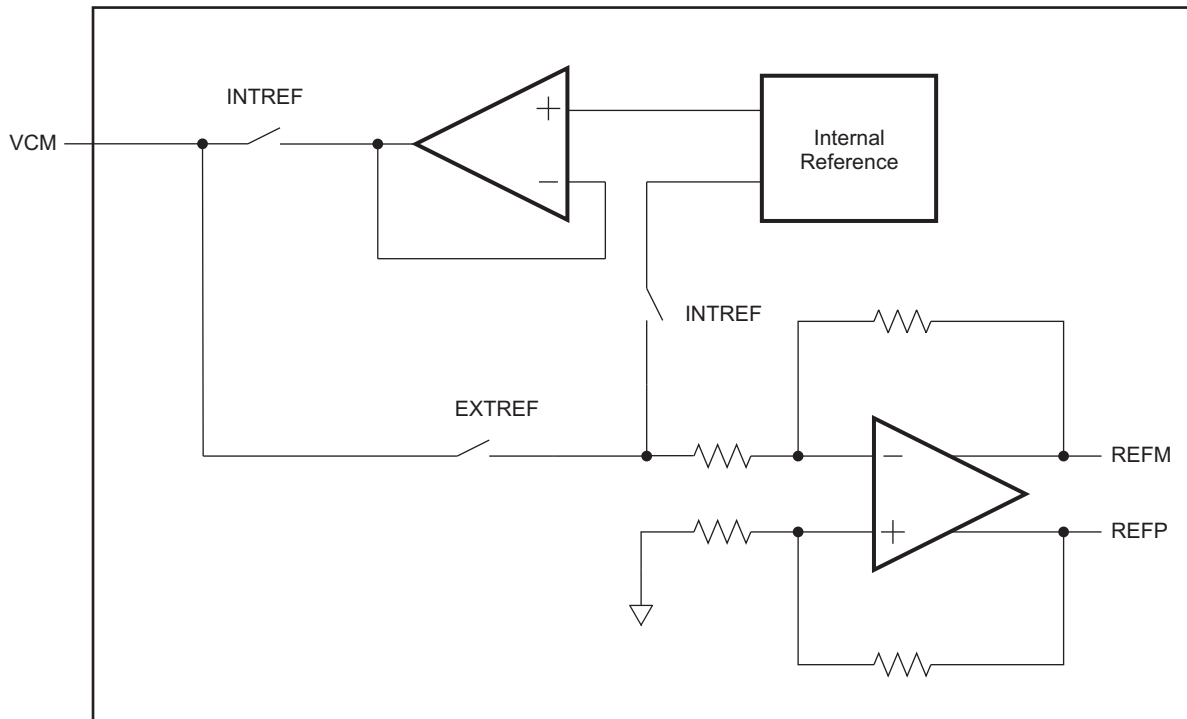 INTREF
VCM
+
−
Internal
Reference
INTREF
EXTREF
−
+
REFM
REFP